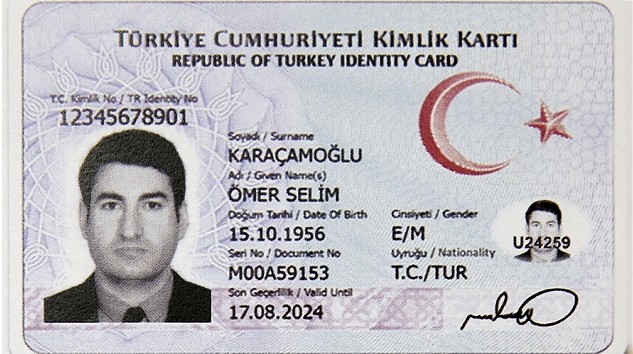 TÜRKİYE CUMHURİYETİ KİMLİK KARTI
REPUBLIC OF TURKEY IDENTITY CARD
T.C. Kimlik No / TR Identity No
12345678901
Soyadı / Surname
KARAÇAMOĞLU
Adı / Given Name(s)
ÖMER SELİM
Doğum Tarihi / Date Of Birth
15.10.1956
Cinsiyeti / Gender
E/M
U24259
Seri No / Document No
M00A59153
Uyruğu / Nationality
T.C./TUR
Son Geçerlilik / Valid Until
17.08.2024